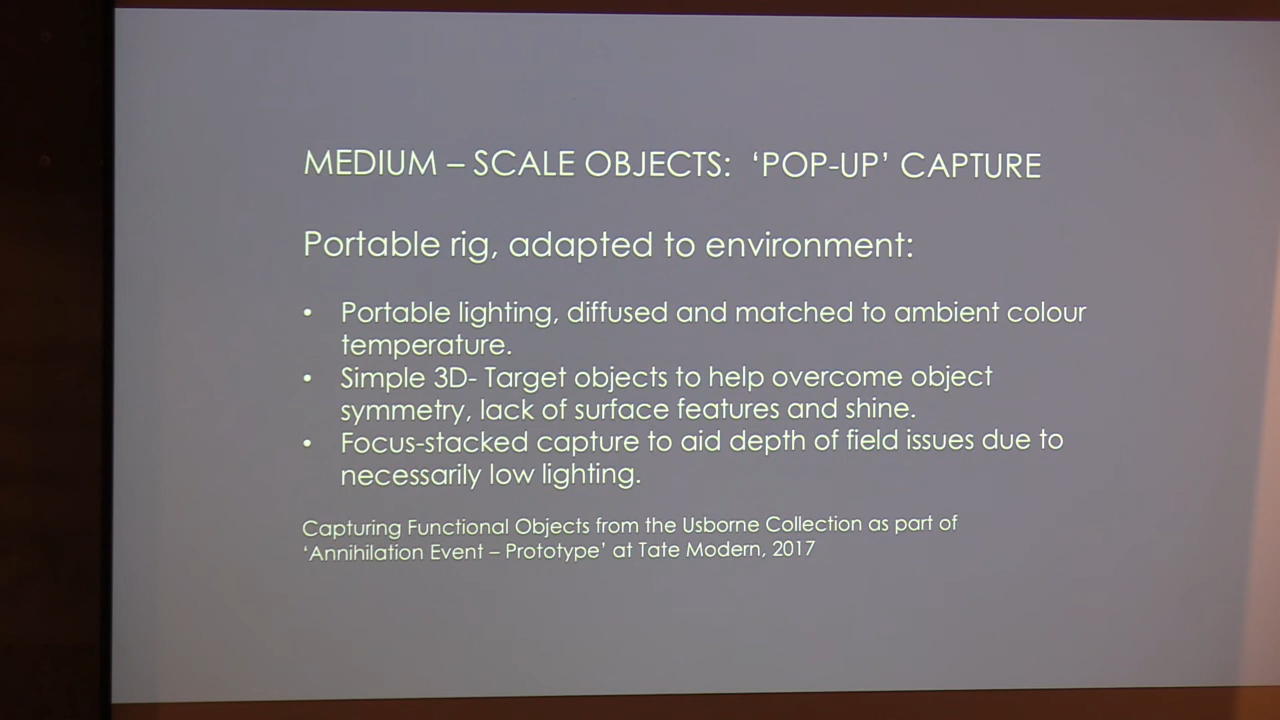 MEDIUM – SCALE OBJECTS: ‘POP-UP’ CAPTURE
Portable rig, adapted to environment:
• Portable lighting, diffused and matched to ambient colour
temperature.
• Simple 3D- Target objects to help overcome object
symmetry, lack of surface features and shine.
• Focus-stacked capture to aid depth of field issues due to
necessarily low lighting.
Capturing Functional Objects from the Usborne Collection as part of
‘Annihilation Event – Prototype’ at Tate Modern, 2017